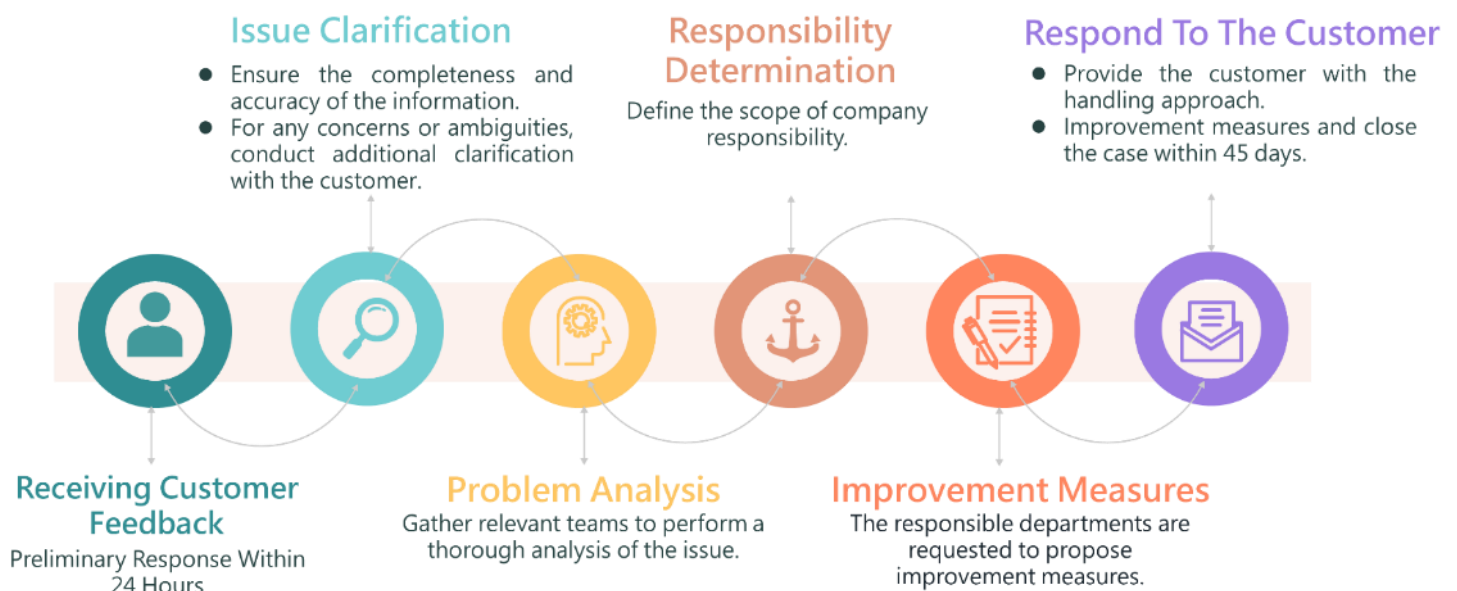 Issue Clarification
● Ensure the completeness and
accuracy of the information.
● For any concerns or ambiguities,
conduct additional clarification
with the customer.
Responsibility
Determination
Define the scope of company
responsibility.
Respond To The Customer
● Provide the customer with the
handling approach.
● Improvement measures and close
the case within 45 days.
Receiving Customer
Feedback
Preliminary Response Within
24 Hours
Problem Analysis
Gather relevant teams to perform a
thorough analysis of the issue.
Improvement Measures
The responsible departments are
requested to propose
improvement measures.